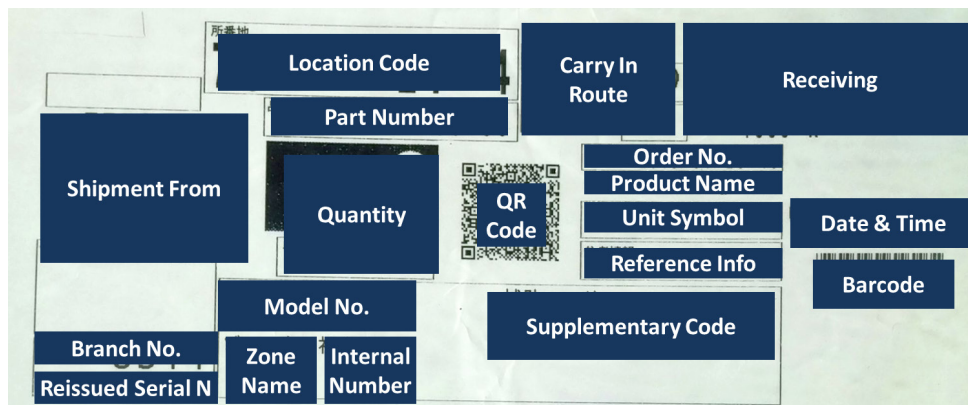 所番地
Location Code
Carry In
Route
Receiving
Part Number
Shipment From
Quantity
QR
Code
Order No.
Product Name
Unit Symbol
Reference Info
Date & Time
Barcode
Model No.
Supplementary Code
Branch No.
Reissued Serial N
Zone
Name
Internal
Number